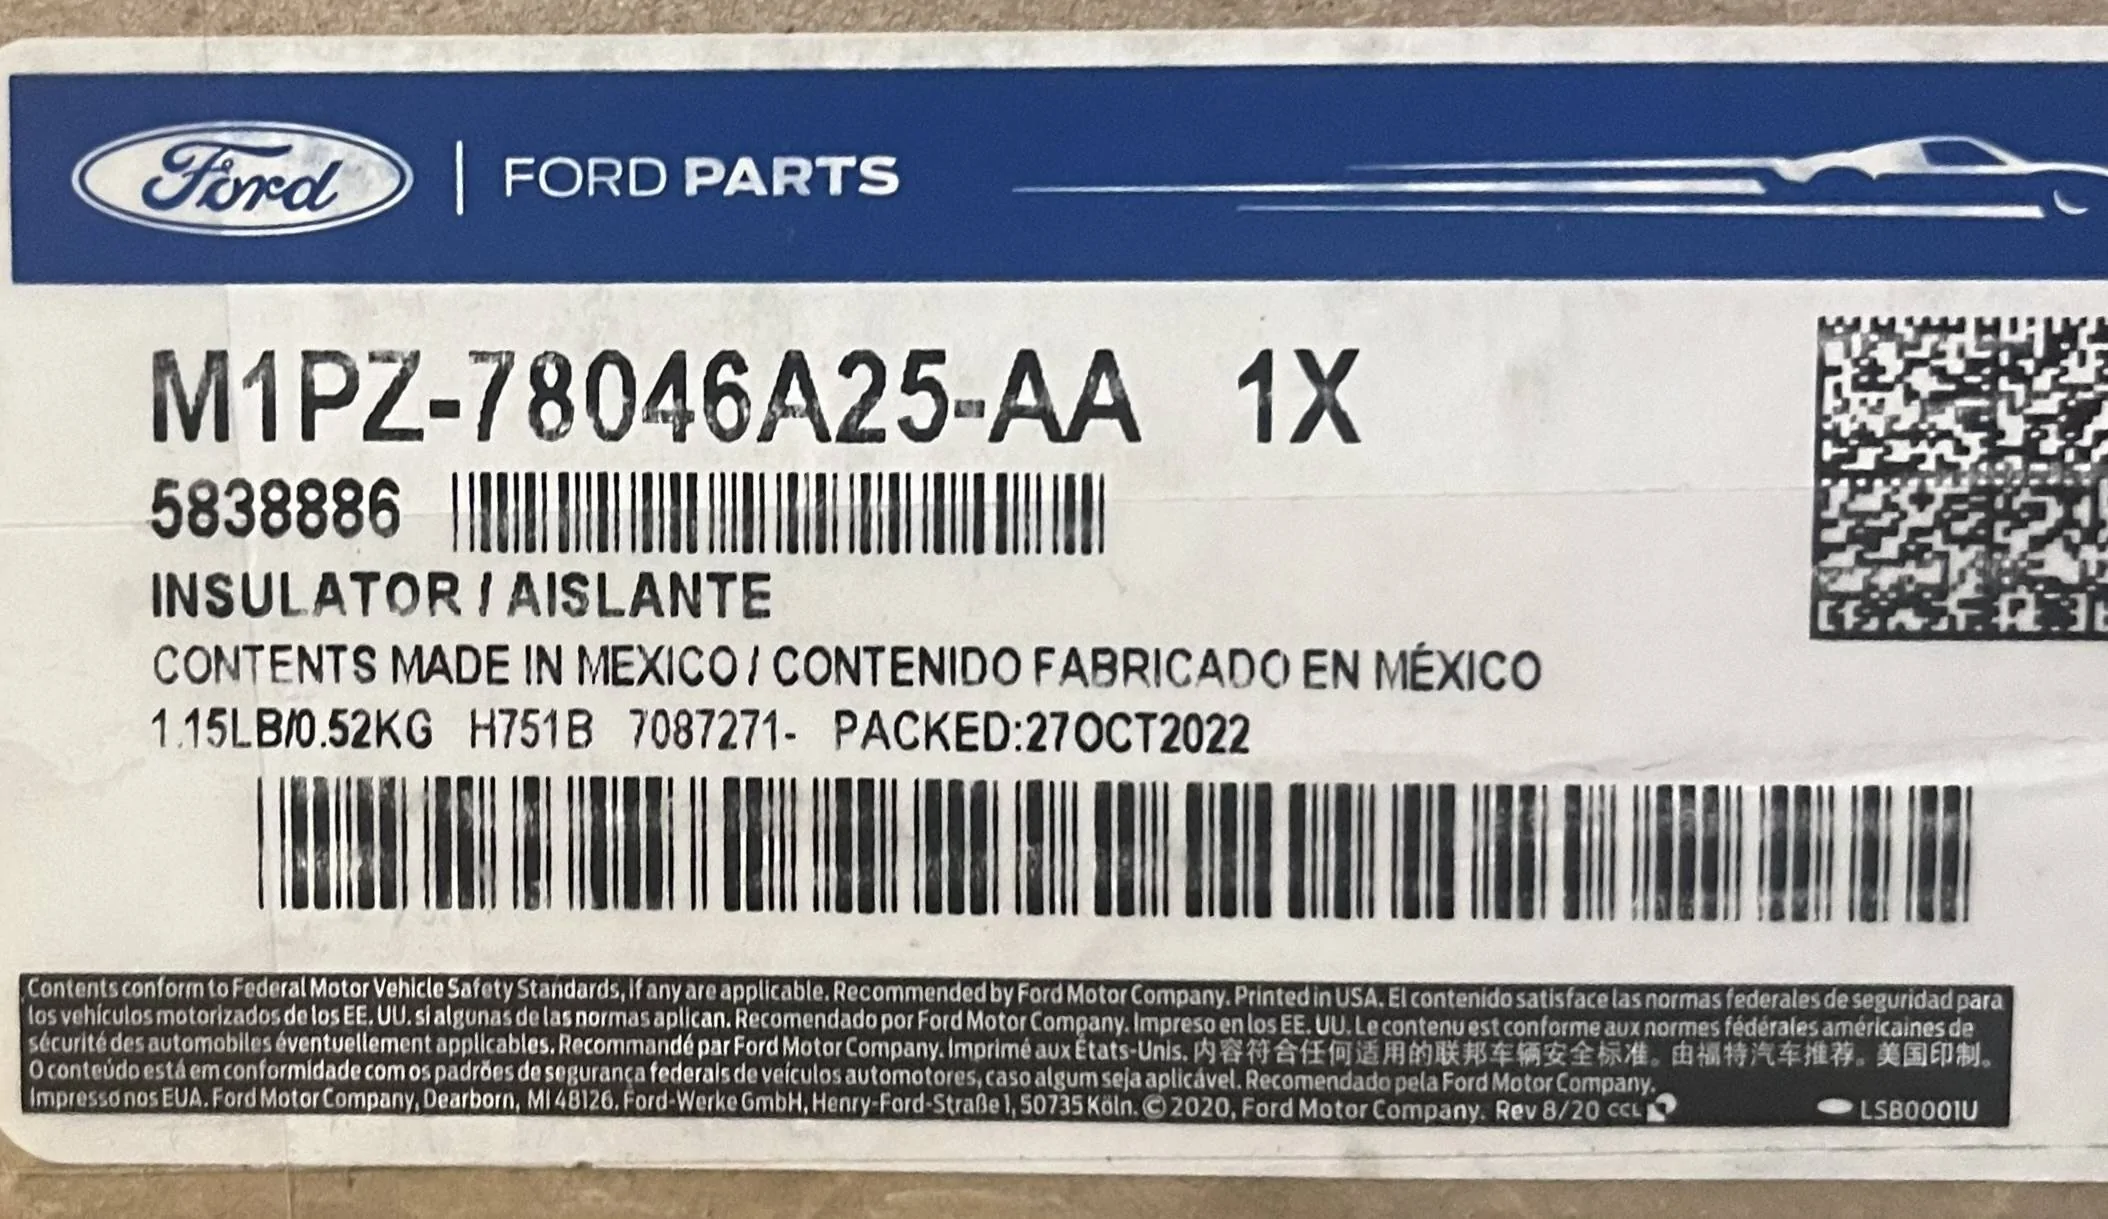 Ford FORD PARTS
M1PZ-78046A25-AA 1X
5838886
INSULATOR / AISLANTE
CONTENTS MADE IN MEXICO / CONTENIDO FABRICADO EN MÉXICO
1.15LB/0.52KG H751B 7087271- PACKED:27OCT2022
Contents conform to Federal Motor Vehicle Safety Standards, if any are applicable. Recommended by Ford Motor Company. Printed in USA. El contenido satisface las normas federales de seguridad para
los vehículos motorizados de los EE. UU. si algunas de las normas aplican. Recomendado por Ford Motor Company. Impreso en los EE. UU. Le contenu est conforme aux normes fédérales américaines de
sécurité des automobiles éventuellement applicables. Recommandé par Ford Motor Company. Imprimé aux États-Unis. 内容符合任何适用的联邦车辆安全标准。由福特汽车推荐。美国印制。
O conteúdo está em conformidade com os padrões de segurança federais de veículos automotores, caso algum seja aplicável. Recomendado pela Ford Motor Company.
Impresso nos EUA. Ford Motor Company, Dearborn, MI 48126. Ford-Werke GmbH, Henry-Ford-Straße 1, 50735 Köln. © 2020, Ford Motor Company. Rev 8/20 CCL LSB0001U